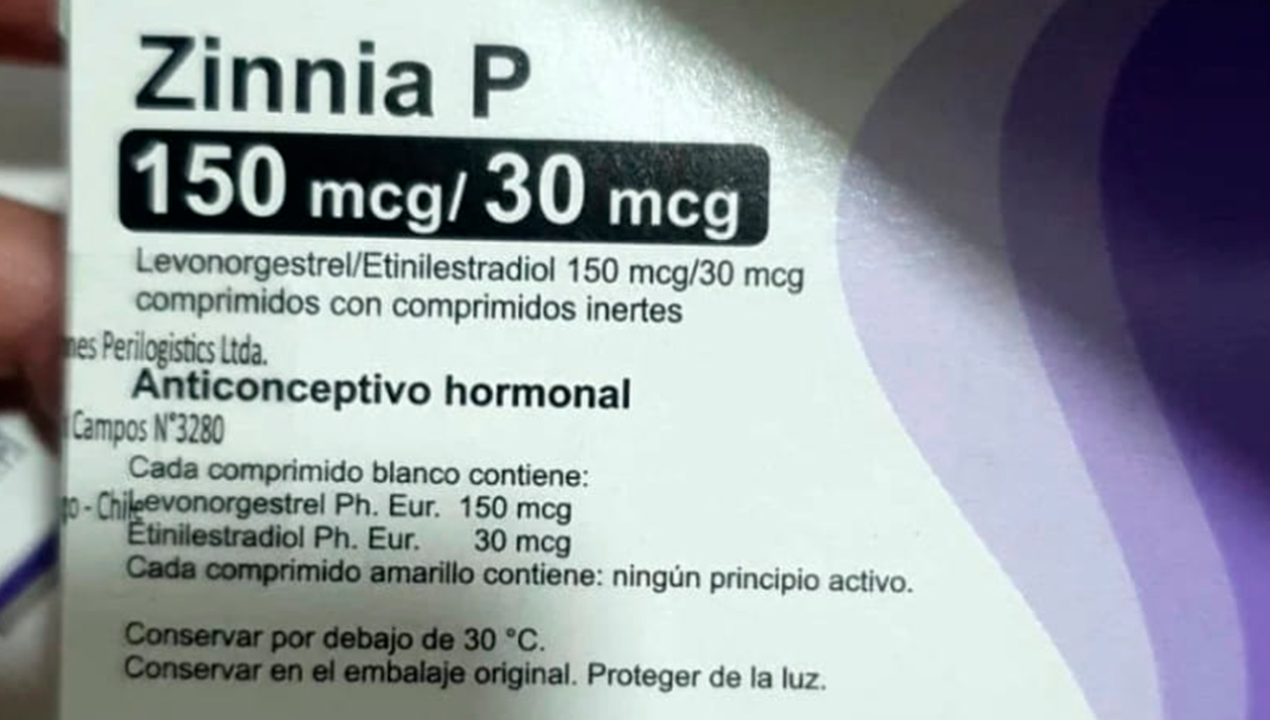 Zinnia P
150 mcg/ 30 mcg
Levonorgestrel/Etinilestradiol 150 mcg/30 mcg
comprimidos con comprimidos inertes
Perilogistics Ltda.
Anticonceptivo hormonal
Campos N°3280
Cada comprimido blanco contiene:
Levonorgestrel Ph. Eur. 150 mcg
- Chile
Etinilestradiol Ph. Eur. 30 mcg
Cada comprimido amarillo contiene: ningún principio activo.
Conservar por debajo de 30 °C.
Conservar en el embalaje original. Proteger de la luz.